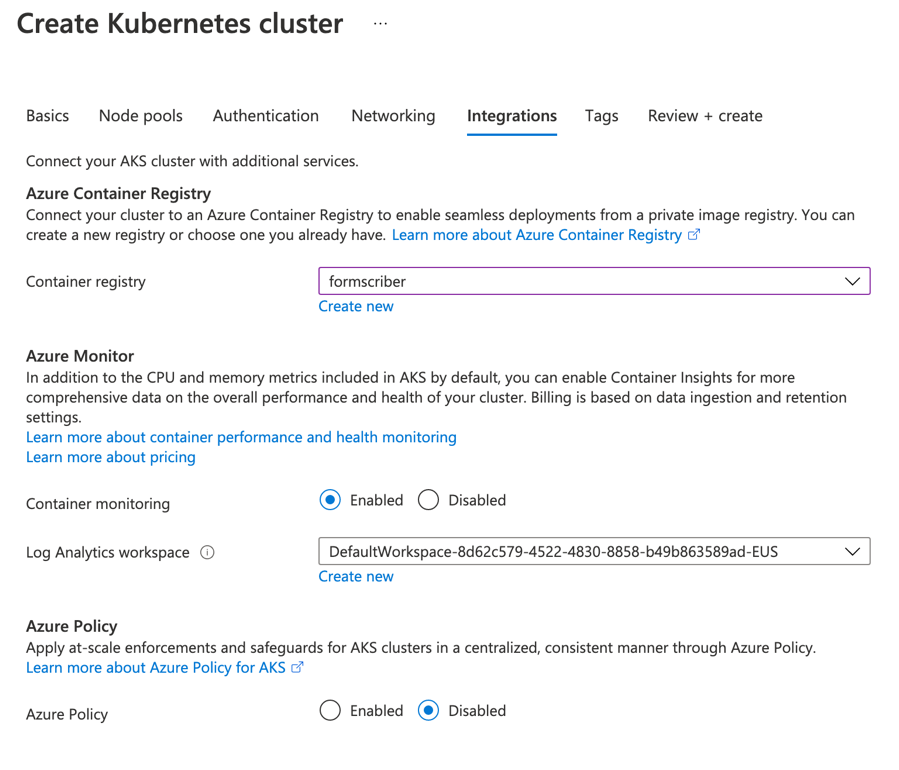 Create Kubernetes cluster ...
Basics Node pools Authentication Networking Integrations Tags Review + create
Connect your AKS cluster with additional services.
Azure Container Registry
Connect your cluster to an Azure Container Registry to enable seamless deployments from a private image registry. You can
create a new registry or choose one you already have. Learn more about Azure Container Registry
Container registry formscriber
Create new
Azure Monitor
In addition to the CPU and memory metrics included in AKS by default, you can enable Container Insights for more
comprehensive data on the overall performance and health of your cluster. Billing is based on data ingestion and retention
settings.
Learn more about container performance and health monitoring
Learn more about pricing
Container monitoring Enabled Disabled
Log Analytics workspace DefaultWorkspace-8d62c579-4522-4830-8858-b49b863589ad-EUS
Create new
Azure Policy
Apply at-scale enforcements and safeguards for AKS clusters in a centralized, consistent manner through Azure Policy.
Learn more about Azure Policy for AKS
Azure Policy Enabled Disabled